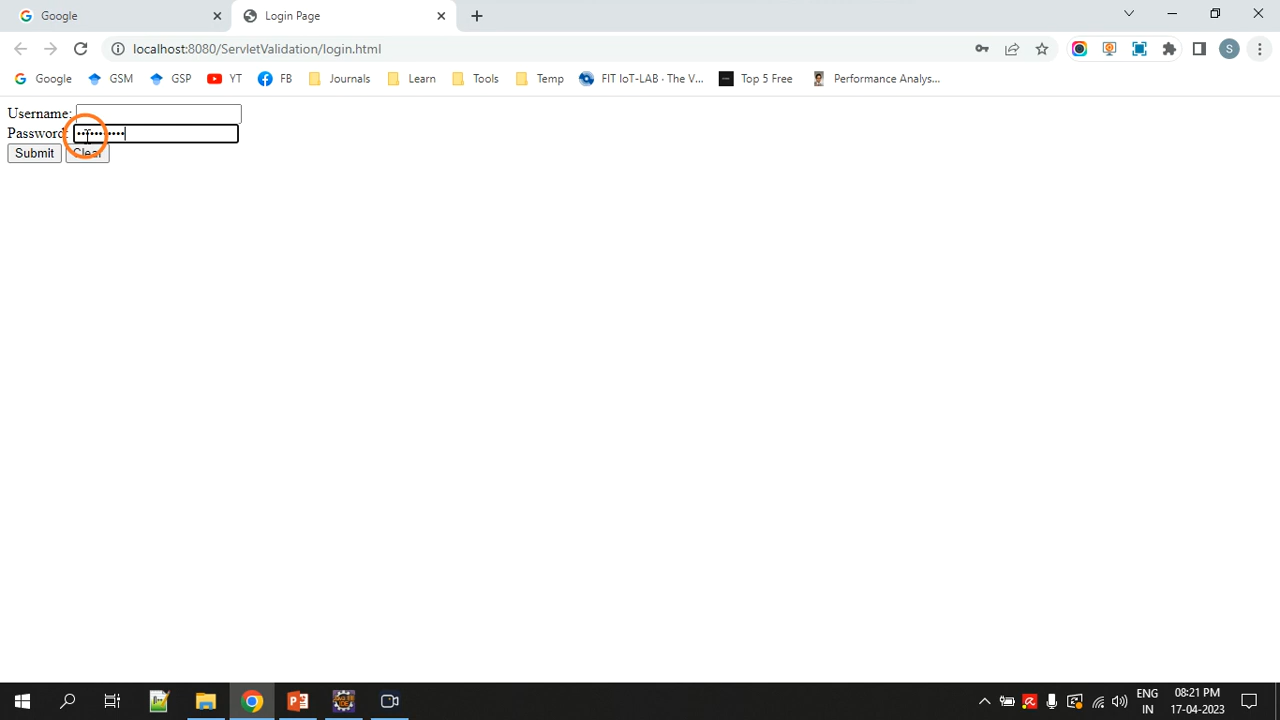 Google
Login Page
localhost:8080/ServletValidation/login.html
S
Google GSM GSP YT FB Journals Learn Tools Temp FIT IoT-LAB · The V... Top 5 Free Performance Analys...
Username:
Password:
Submit Clear
ENG
IN
08:21 PM
17-04-2023